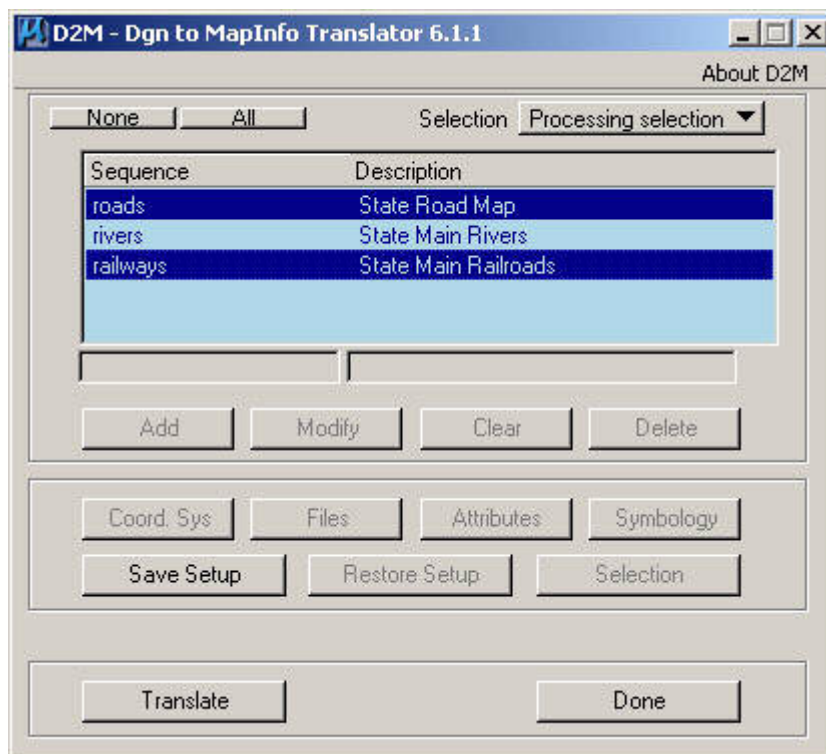 D2M - Dgn to MapInfo Translator 6.1.1
About D2M
None All Selection Processing selection
Sequence Description
roads State Road Map
rivers State Main Rivers
railways State Main Railroads
Add Modify Clear Delete
Coord. Sys Files Attributes Symbology
Save Setup Restore Setup Selection
Translate Done